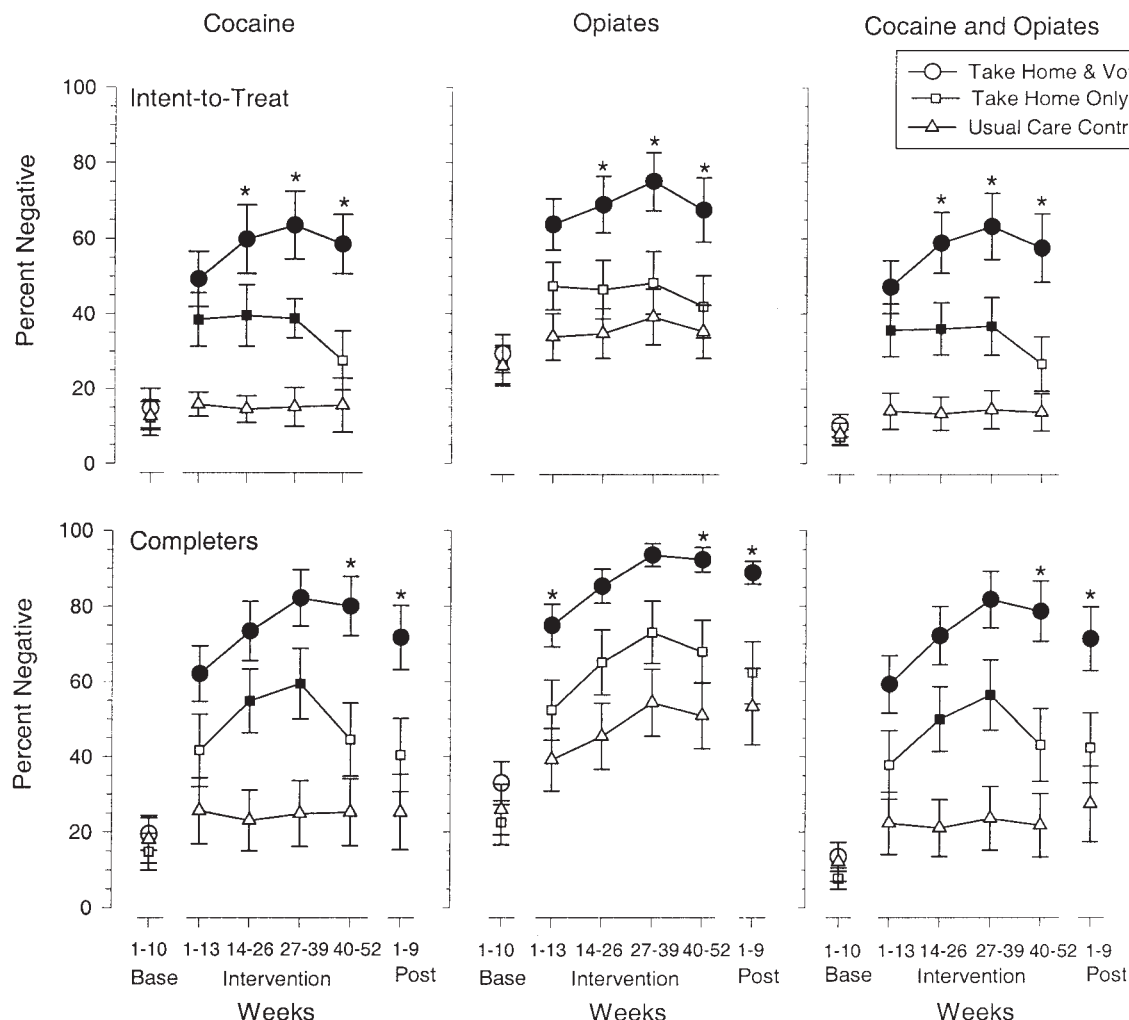 Cocaine
Opiates
Cocaine and Opiates
Take Home & Vo
Take Home Only
Usual Care Contr
Intent-to-Treat
Percent Negative
100
80
60
40
20
0
* * *
* * *
* * *
Completers
Percent Negative
100
80
60
40
20
0
* *
* * *
* *
1-10 1-13 14-26 27-39 40-52 1-9
Base Intervention Post
Weeks
1-10 1-13 14-26 27-39 40-52 1-9
Base Intervention Post
Weeks
1-10 1-13 14-26 27-39 40-52 1-9
Base Intervention Post
Weeks